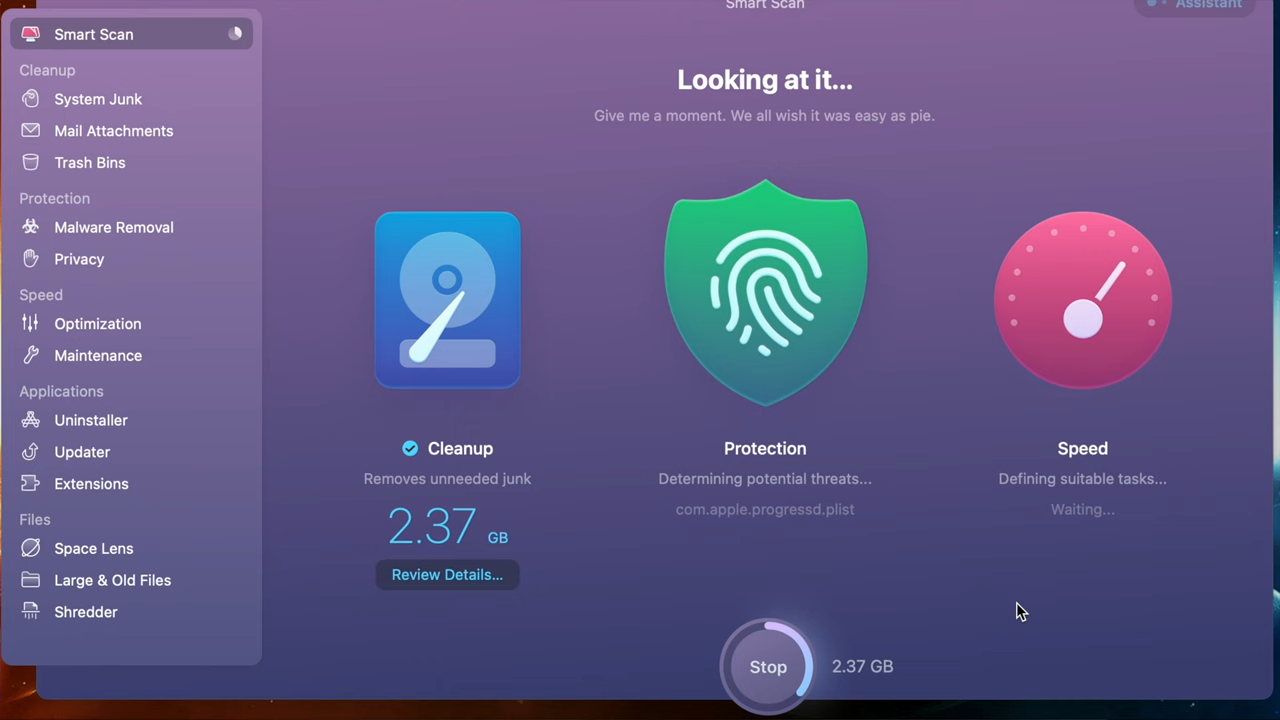 Smart Scan
Cleanup
System Junk
Mail Attachments
Trash Bins
Protection
Malware Removal
Privacy
Speed
Optimization
Maintenance
Applications
Uninstaller
Updater
Extensions
Files
Space Lens
Large & Old Files
Shredder
Smart Scan
Assistant
Looking at it...
Give me a moment. We all wish it was easy as pie.
Cleanup
Removes unneeded junk
2.37 GB
Review Details...
Protection
Determining potential threats...
com.apple.progressd.plist
Speed
Defining suitable tasks...
Waiting...
Stop
2.37 GB